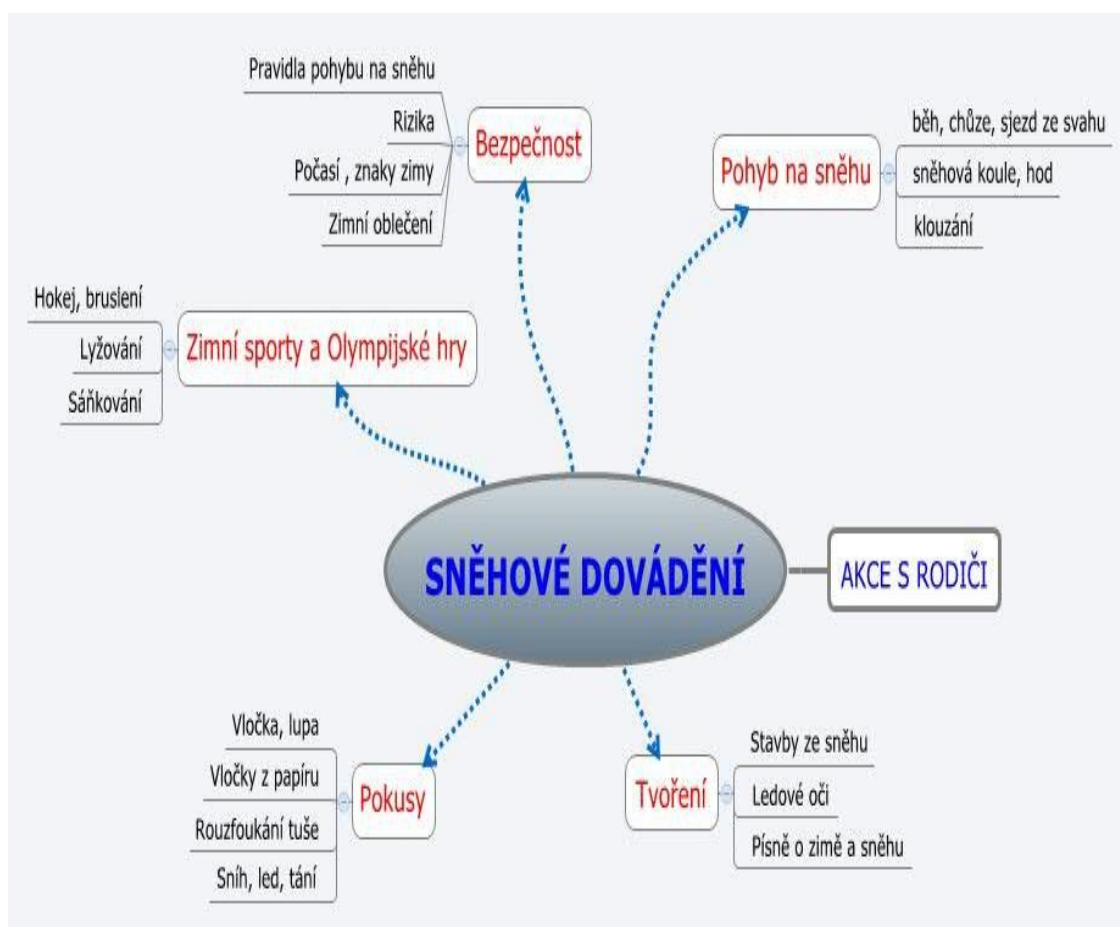 Pravidla pohybu na sněhu
Rizika
Počasí , znaky zimy
Zimní oblečení
Bezpečnost
Pohyb na sněhu
běh, chůze, sjezd ze svahu
sněhová koule, hod
klouzání
Hokej, bruslení
Lyžování
Sáňkování
Zimní sporty a Olympijské hry
SNĚHOVÉ DOVÁDĚNÍ
AKCE S RODIČI
Vločka, lupa
Vločky z papíru
Rouzfoukání tuše
Sníh, led, tání
Pokusy
Tvoření
Stavby ze sněhu
Ledové oči
Písně o zimě a sněhu